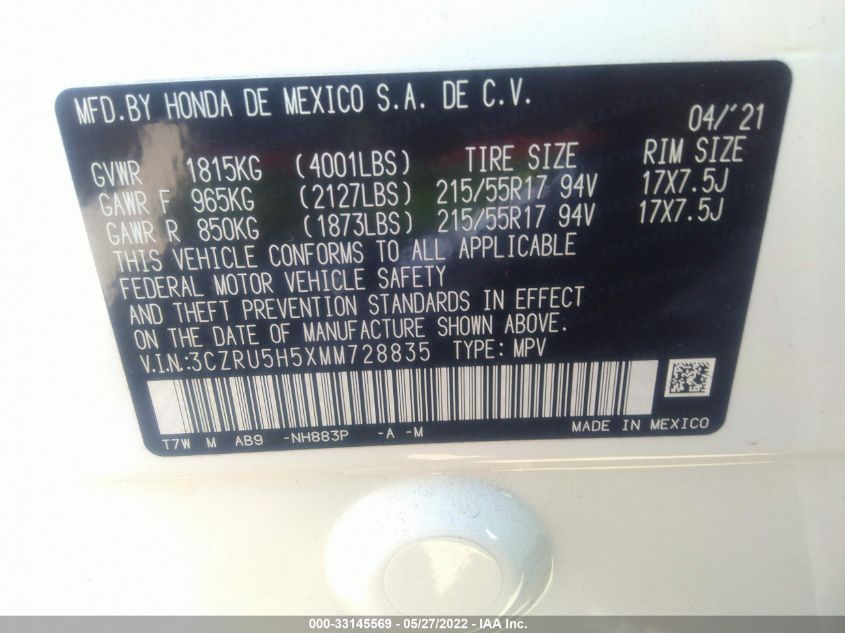 MFD.BY HONDA DE MEXICO S.A. DE C.V.
04/'21
GVWR 1815KG (4001LBS) TIRE SIZE RIM SIZE
GAWR F 965KG (2127LBS) 215/55R17 94V 17X7.5J
GAWR R 850KG (1873LBS) 215/55R17 94V 17X7.5J
THIS VEHICLE CONFORMS TO ALL APPLICABLE
FEDERAL MOTOR VEHICLE SAFETY
AND THEFT PREVENTION STANDARDS IN EFFECT
ON THE DATE OF MANUFACTURE SHOWN ABOVE.
V.IN:3CZRU5H5XMM728835 TYPE: MPV
T7W M AB9 -NH883P -A -M MADE IN MEXICO
000-33145569 - 05/27/2022 - IAA Inc.